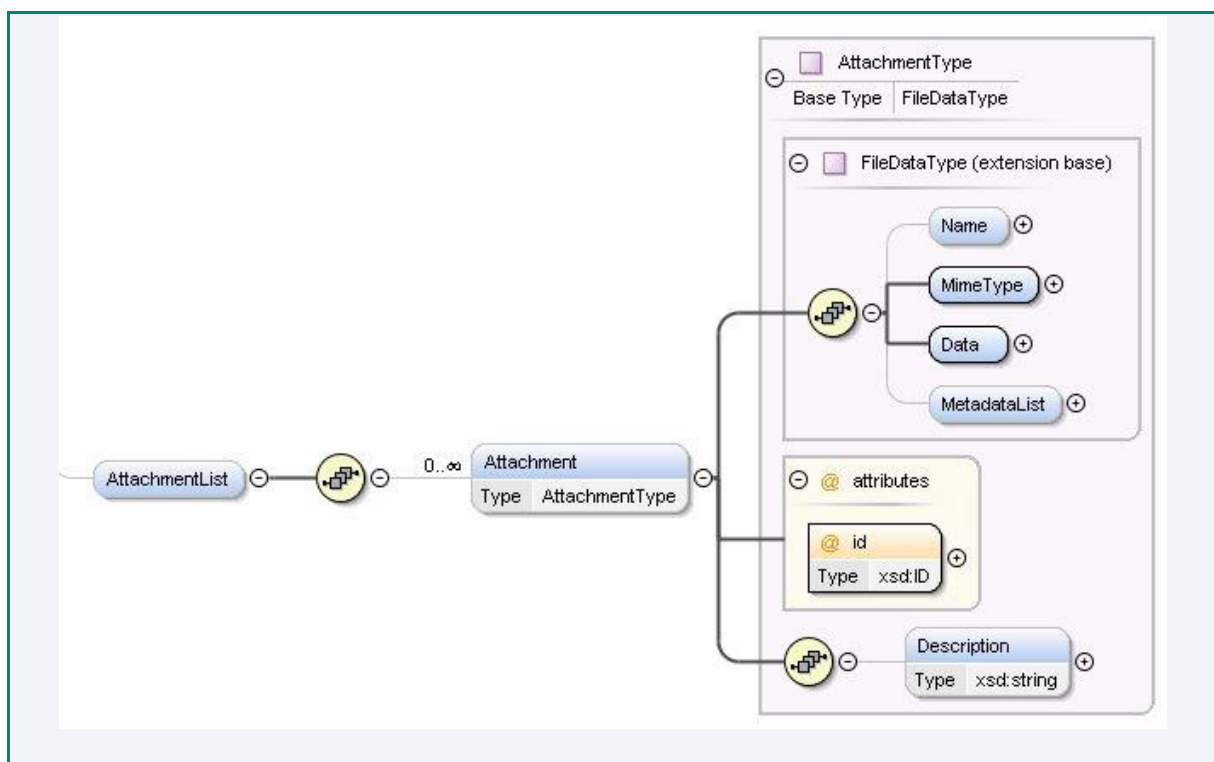 AttachmentType
Base Type FileDataType
FileDataType (extension base)
Name
MimeType
Data
MetadataList
AttachmentList
0..∞
Attachment
Type AttachmentType
@ attributes
@ id
Type xsd:ID
Description
Type xsd:string